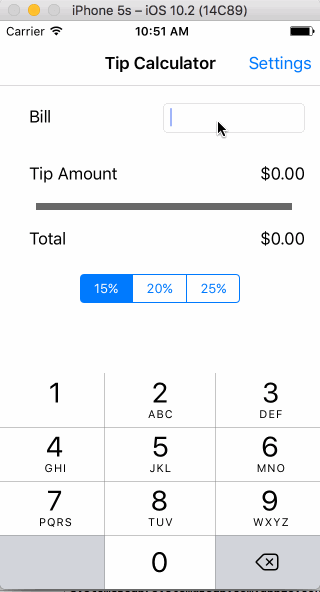 iPhone 5s – iOS 10.2 (14C89)
Carrier 10:51 AM
Tip Calculator Settings
Bill
Tip Amount $0.00
Total $0.00
15% 20% 25%
1 2 3
ABC DEF
4 5 6
GHI JKL MNO
7 8 9
PQRS TUV WXYZ
0